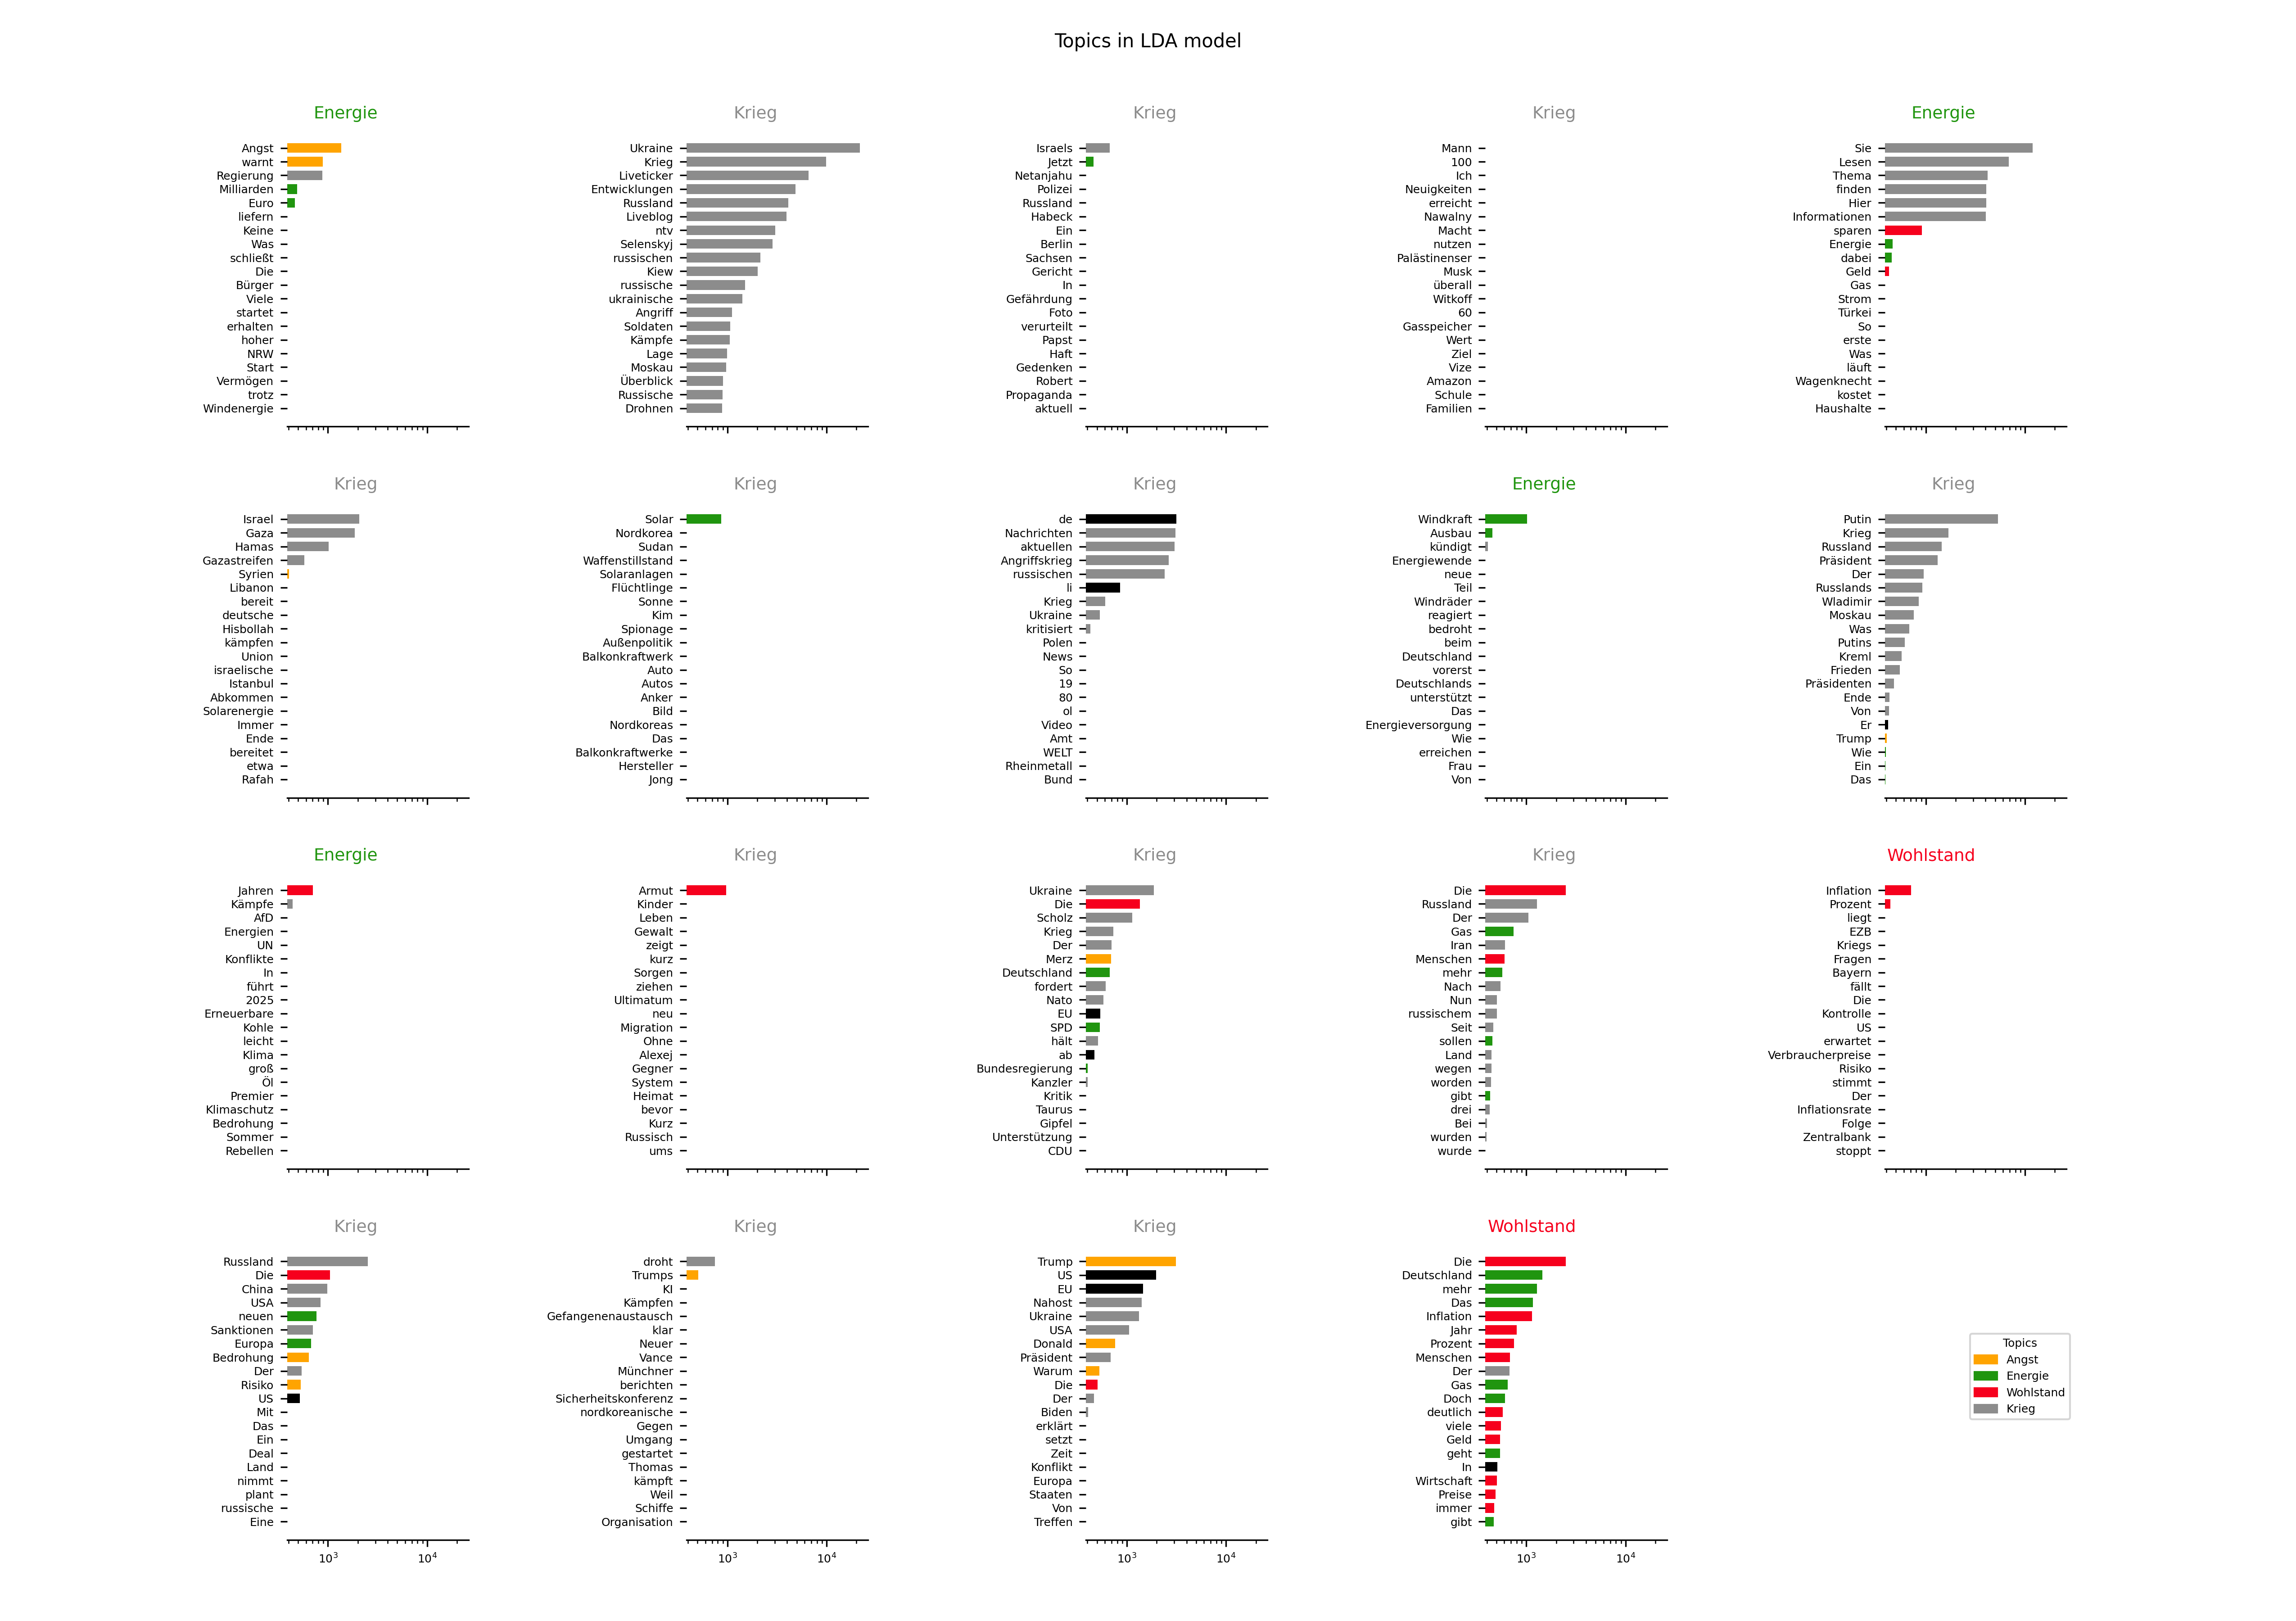 Topics in LDA model
Energie
Angst
warnt
Regierung
Milliarden
Euro
liefern
Keine
Was
schließt
Die
Bürger
Viele
startet
erhalten
hoher
NRW
Start
Vermögen
trotz
Windenergie
Krieg
Ukraine
Krieg
Liveticker
Entwicklungen
Russland
Liveblog
ntv
Selenskyj
russischen
Kiew
russische
ukrainische
Angriff
Soldaten
Kämpfe
Lage
Moskau
Überblick
Russische
Drohnen
Krieg
Israels
Jetzt
Netanjahu
Polizei
Russland
Habeck
Ein
Berlin
Sachsen
Gericht
In
Gefährdung
Foto
verurteilt
Papst
Haft
Gedenken
Robert
Propaganda
aktuell
Krieg
Mann
100
Ich
Neuigkeiten
erreicht
Nawalny
Macht
nutzen
Palästinenser
Musk
überall
Witkoff
60
Gasspeicher
Wert
Ziel
Vize
Amazon
Schule
Familien
Energie
Sie
Lesen
Thema
finden
Hier
Informationen
sparen
Energie
dabei
Geld
Gas
Strom
Türkei
So
erste
Was
läuft
Wagenknecht
kostet
Haushalte
Krieg
Israel
Gaza
Hamas
Gazastreifen
Syrien
Libanon
bereit
deutsche
Hisbollah
kämpfen
Union
israelische
Istanbul
Abkommen
Solarenergie
Immer
Ende
bereitet
etwa
Rafah
Krieg
Solar
Nordkorea
Sudan
Waffenstillstand
Solaranlagen
Flüchtlinge
Sonne
Kim
Spionage
Außenpolitik
Balkonkraftwerk
Auto
Autos
Anker
Bild
Nordkoreas
Das
Balkonkraftwerke
Hersteller
Jong
Krieg
de
Nachrichten
aktuellen
Angriffskrieg
russischen
li
Krieg
Ukraine
kritisiert
Polen
News
So
19
80
ol
Video
Amt
WELT
Rheinmetall
Bund
Energie
Windkraft
Ausbau
kündigt
Energiewende
neue
Teil
Windräder
reagiert
bedroht
beim
Deutschland
vorerst
Deutschlands
unterstützt
Das
Energieversorgung
Wie
erreichen
Frau
Von
Krieg
Putin
Krieg
Russland
Präsident
Der
Russlands
Wladimir
Moskau
Was
Putins
Kreml
Frieden
Präsidenten
Ende
Von
Er
Trump
Wie
Ein
Das
Energie
Jahren
Kämpfe
AfD
Energien
UN
Konflikte
In
führt
2025
Erneuerbare
Kohle
leicht
Klima
groß
Öl
Premier
Klimaschutz
Bedrohung
Sommer
Rebellen
Krieg
Armut
Kinder
Leben
Gewalt
zeigt
kurz
Sorgen
ziehen
Ultimatum
neu
Migration
Ohne
Alexej
Gegner
System
Heimat
bevor
Kurz
Russisch
ums
Krieg
Ukraine
Die
Scholz
Krieg
Der
Merz
Deutschland
fordert
Nato
EU
SPD
hält
ab
Bundesregierung
Kanzler
Kritik
Taurus
Gipfel
Unterstützung
CDU
Krieg
Die
Russland
Der
Gas
Iran
Menschen
mehr
Nach
Nun
russischem
Seit
sollen
Land
wegen
worden
gibt
drei
Bei
wurden
wurde
Wohlstand
Inflation
Prozent
liegt
EZB
Kriegs
Fragen
Bayern
fällt
Die
Kontrolle
US
erwartet
Verbraucherpreise
Risiko
stimmt
Der
Inflationsrate
Folge
Zentralbank
stoppt
Krieg
Russland
Die
China
USA
neuen
Sanktionen
Europa
Bedrohung
Der
Risiko
US
Mit
Das
Ein
Deal
Land
nimmt
plant
russische
Eine
10³ 10⁴
Krieg
droht
Trumps
KI
Kämpfen
Gefangenenaustausch
klar
Neuer
Vance
Münchner
berichten
Sicherheitskonferenz
nordkoreanische
Gegen
Umgang
gestartet
Thomas
kämpft
Weil
Schiffe
Organisation
10³ 10⁴
Krieg
Trump
US
EU
Nahost
Ukraine
USA
Donald
Präsident
Warum
Die
Der
Biden
erklärt
setzt
Zeit
Konflikt
Europa
Staaten
Von
Treffen
10³ 10⁴
Wohlstand
Die
Deutschland
mehr
Das
Inflation
Jahr
Prozent
Menschen
Der
Gas
Doch
deutlich
viele
Geld
geht
In
Wirtschaft
Preise
immer
gibt
10³ 10⁴
Topics
Angst
Energie
Wohlstand
Krieg